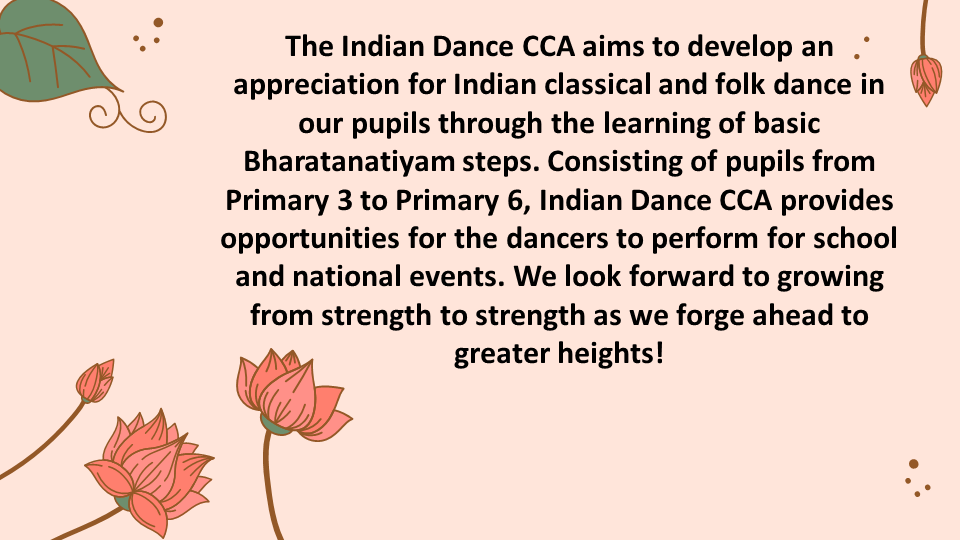 The Indian Dance CCA aims to develop an
appreciation for Indian classical and folk dance in
our pupils through the learning of basic
Bharatanatiyam steps. Consisting of pupils from
Primary 3 to Primary 6, Indian Dance CCA provides
opportunities for the dancers to perform for school
and national events. We look forward to growing
from strength to strength as we forge ahead to
greater heights!